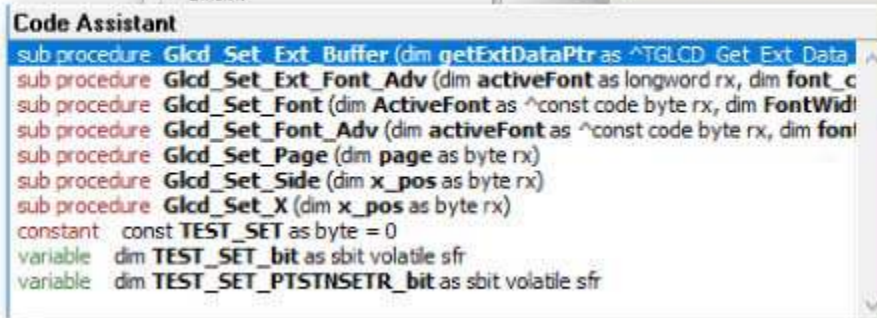 Code Assistant
sub procedure Glcd_Set_Ext_Buffer (dim getExtDataPtr as ^TGLCD_Get_Ext_Data_
sub procedure Glcd_Set_Ext_Font_Adv (dim activeFont as longword rx, dim font_c
sub procedure Glcd_Set_Font (dim ActiveFont as ^const code byte rx, dim FontWidt
sub procedure Glcd_Set_Font_Adv (dim activeFont as ^const code byte rx, dim font
sub procedure Glcd_Set_Page (dim page as byte rx)
sub procedure Glcd_Set_Side (dim x_pos as byte rx)
sub procedure Glcd_Set_X (dim x_pos as byte rx)
constant const TEST_SET as byte = 0
variable dim TEST_SET_bit as sbit volatile sfr
variable dim TEST_SET_PTSTNSETR_bit as sbit volatile sfr